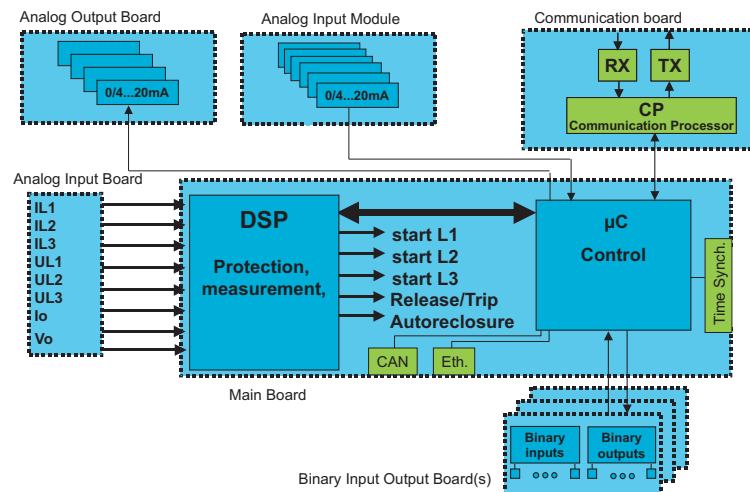 Analog Output Board
Analog Input Module
Communication board
0/4...20mA
0/4...20mA
RX
TX
CP
Communication Processor
Analog Input Board
IL1
IL2
IL3
UL1
UL2
UL3
Io
Vo
DSP
Protection,
measurement,
start L1
start L2
start L3
Release/Trip
Autoreclosure
µC
Control
Time Synch.
CAN
Eth.
Main Board
Binary
inputs
Binary
outputs
Binary Input Output Board(s)